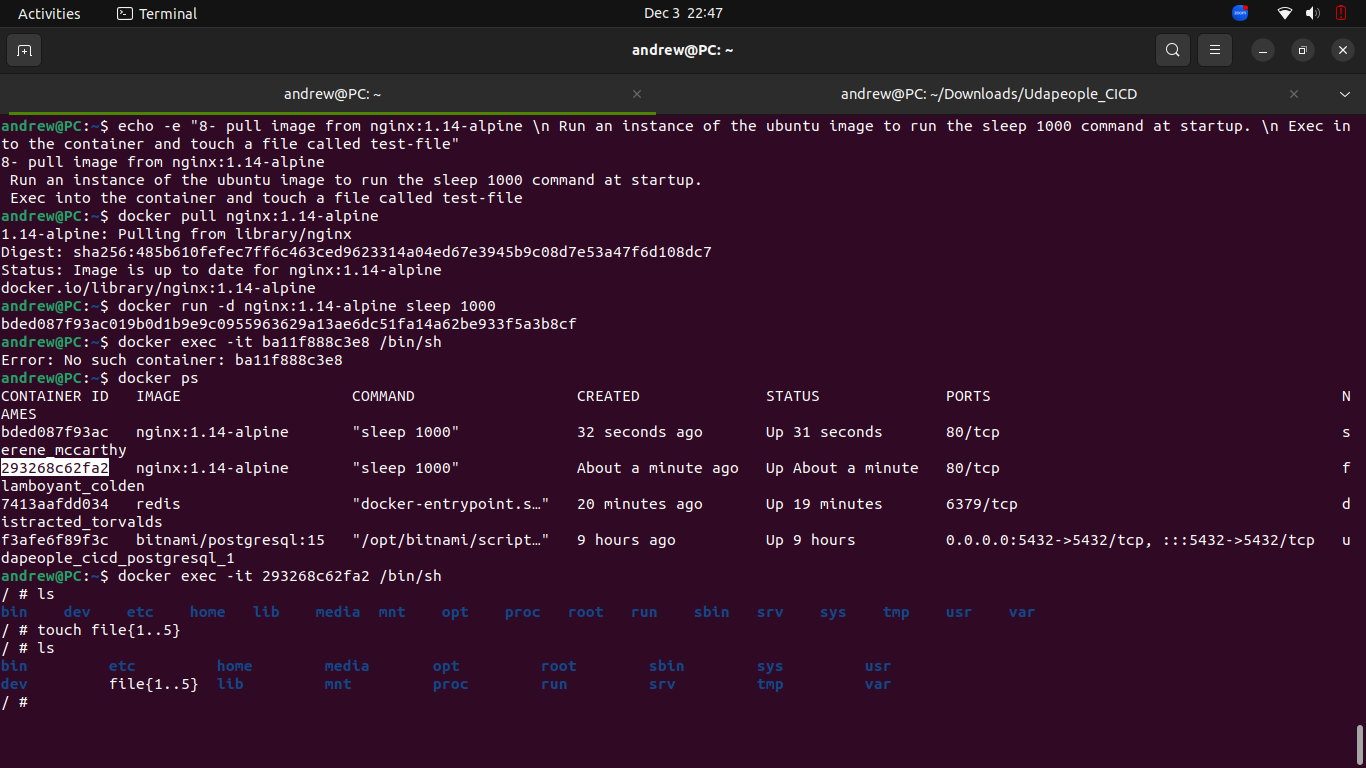 Activities Terminal Dec 3 22:47 zoom
andrew@PC: ~
andrew@PC: ~ andrew@PC: ~/Downloads/Udapeople_CICD
andrew@PC:~$ echo -e "8- pull image from nginx:1.14-alpine \n Run an instance of the ubuntu image to run the sleep 1000 command at startup. \n Exec in
to the container and touch a file called test-file"
8- pull image from nginx:1.14-alpine
 Run an instance of the ubuntu image to run the sleep 1000 command at startup.
 Exec into the container and touch a file called test-file
andrew@PC:~$ docker pull nginx:1.14-alpine
1.14-alpine: Pulling from library/nginx
Digest: sha256:485b610fefec7ff6c463ced9623314a04ed67e3945b9c08d7e53a47f6d108dc7
Status: Image is up to date for nginx:1.14-alpine
docker.io/library/nginx:1.14-alpine
andrew@PC:~$ docker run -d nginx:1.14-alpine sleep 1000
bded087f93ac019b0d1b9e9c0955963629a13ae6dc51fa14a62be933f5a3b8cf
andrew@PC:~$ docker exec -it ba11f888c3e8 /bin/sh
Error: No such container: ba11f888c3e8
andrew@PC:~$ docker ps
CONTAINER ID   IMAGE                   COMMAND                  CREATED              STATUS              PORTS                                       N
AMES
bded087f93ac   nginx:1.14-alpine       "sleep 1000"             32 seconds ago       Up 31 seconds       80/tcp                                      s
erene_mccarthy
293268c62fa2   nginx:1.14-alpine       "sleep 1000"             About a minute ago   Up About a minute   80/tcp                                      f
lamboyant_colden
7413aafdd034   redis                   "docker-entrypoint.s…"   20 minutes ago       Up 19 minutes       6379/tcp                                    d
istracted_torvalds
f3afe6f89f3c   bitnami/postgresql:15   "/opt/bitnami/script…"   9 hours ago          Up 9 hours          0.0.0.0:5432->5432/tcp, :::5432->5432/tcp   u
dapeople_cicd_postgresql_1
andrew@PC:~$ docker exec -it 293268c62fa2 /bin/sh
/ # ls
bin    dev    etc    home   lib    media  mnt    opt    proc   root   run    sbin   srv    sys    tmp    usr    var
/ # touch file{1..5}
/ # ls
bin         etc         home        media       opt         root        sbin        sys         usr
dev         file{1..5}  lib         mnt         proc        run         srv         tmp         var
/ #